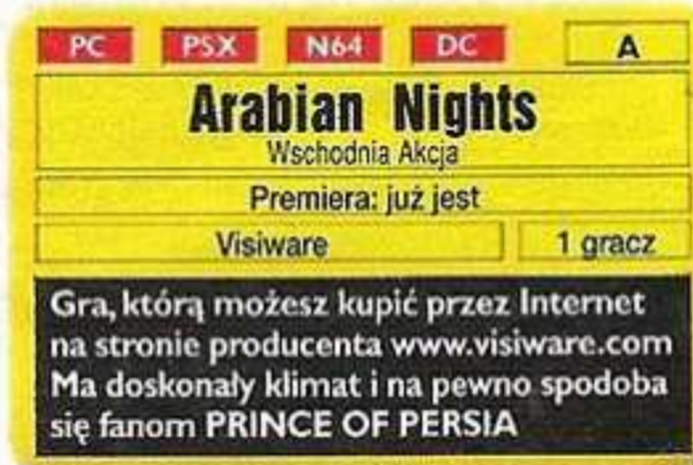 PC PSX N64 DC A
Arabian Nights
Wschodnia Akcja
Premiera: już jest
Visiware 1 gracz
Gra, którą możesz kupić przez Internet
na stronie producenta www.visiware.com
Ma doskonały klimat i na pewno spodoba
się fanom PRINCE OF PERSIA